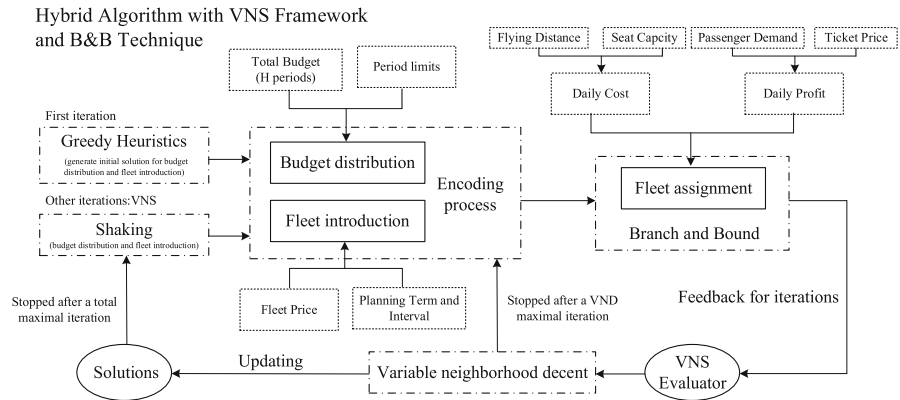 Hybrid Algorithm with VNS Framework
and B&B Technique
Flying Distance
Seat Capcity
Passenger Demand
Ticket Price
Total Budget
(H periods)
Period limits
Daily Cost
Daily Profit
First iteration
Greedy Heuristics
(generate initial solution for budget
distribution and fleet introduction)
Budget distribution
Encoding
process
Fleet assignment
Other iterations:VNS
Shaking
(budget distribution and fleet introduction)
Fleet introduction
Branch and Bound
Stopped after a total
maximal iteration
Fleet Price
Planning Term and
Interval
Stopped after a VND
maximal iteration
Feedback for iterations
Solutions
Updating
Variable neighborhood decent
VNS
Evaluator